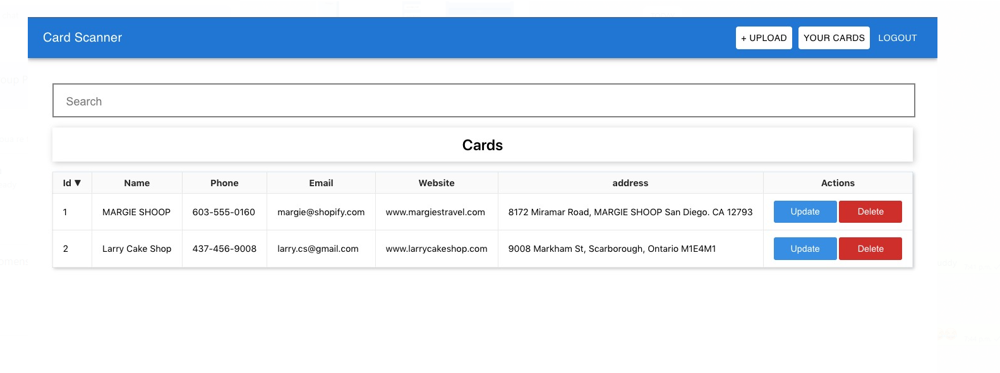 Card Scanner + UPLOAD YOUR CARDS LOGOUT
Search
Cards
Id ▼ Name Phone Email Website address Actions
1 MARGIE SHOOP 603-555-0160 margie@shopify.com www.margiestravel.com 8172 Miramar Road, MARGIE SHOOP San Diego. CA 12793 Update Delete
2 Larry Cake Shop 437-456-9008 larry.cs@gmail.com www.larrycakeshop.com 9008 Markham St, Scarborough, Ontario M1E4M1 Update Delete